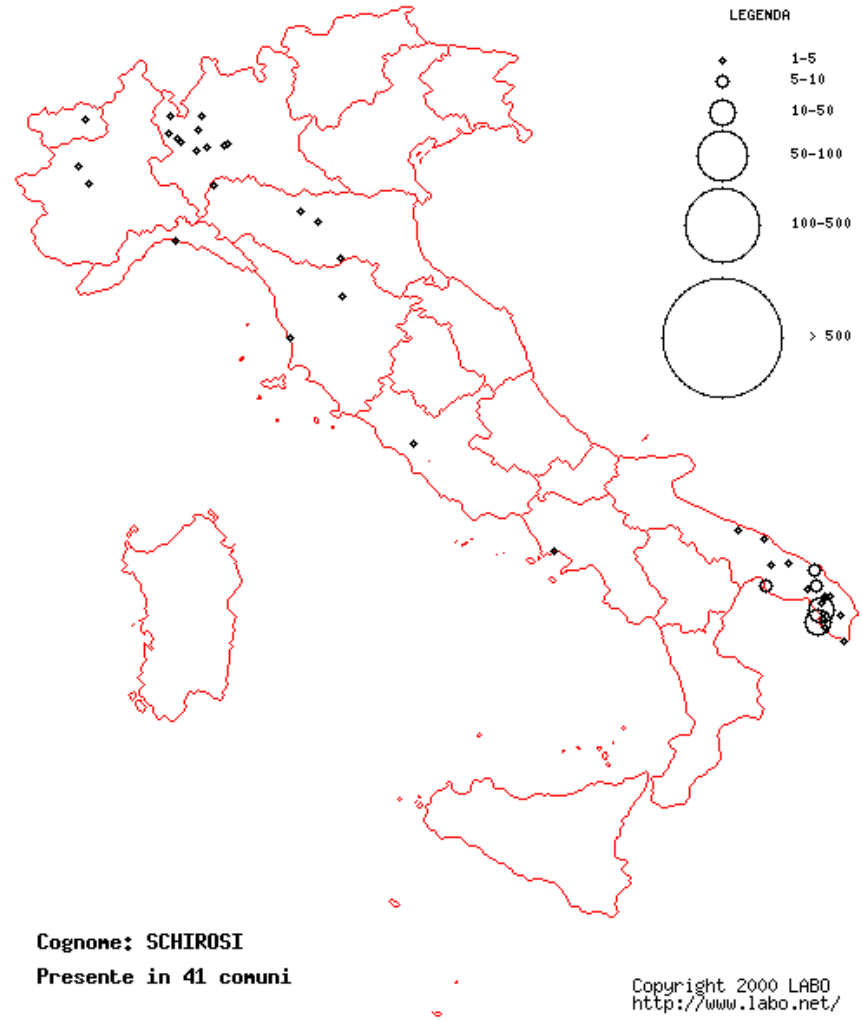 LEGENDA
1-5
5-10
10-50
50-100
100-500
> 500
Cognome: SCHIROSI
Presente in 41 comuni
Copyright 2000 LABO
http://www.labo.net/